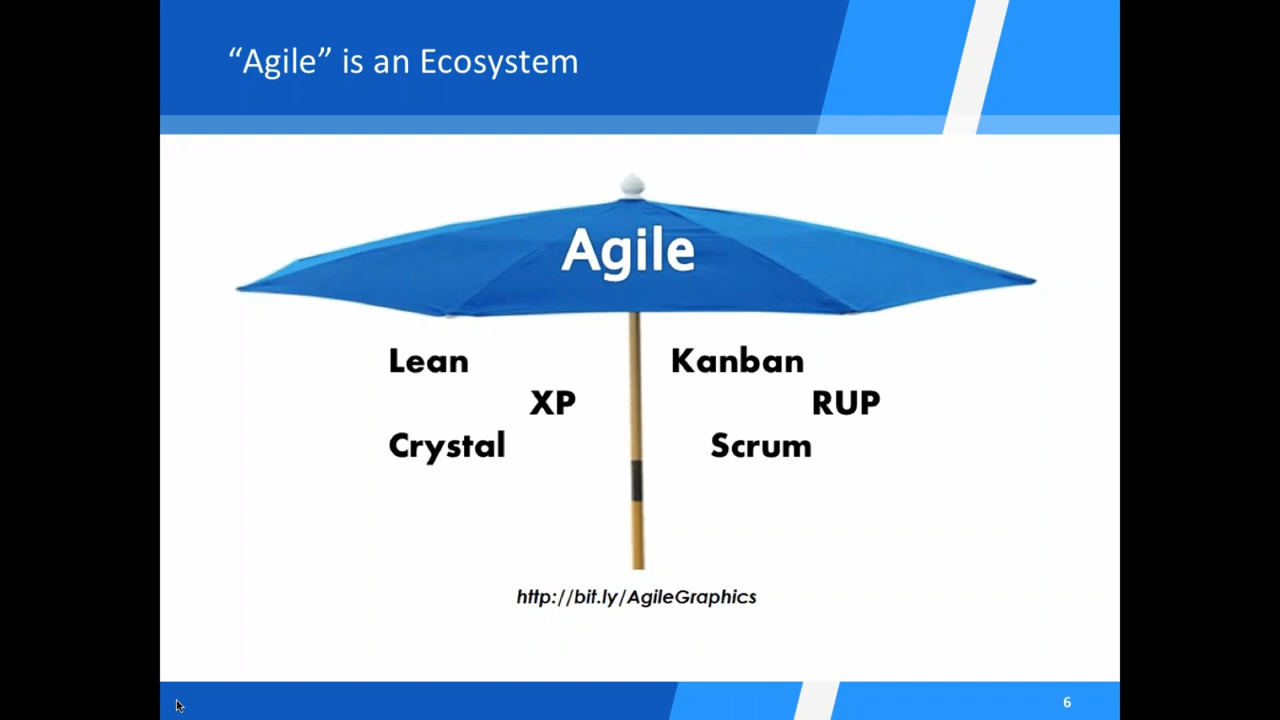 “Agile” is an Ecosystem
Agile
Lean
Kanban
XP
RUP
Crystal
Scrum
http://bit.ly/AgileGraphics
6